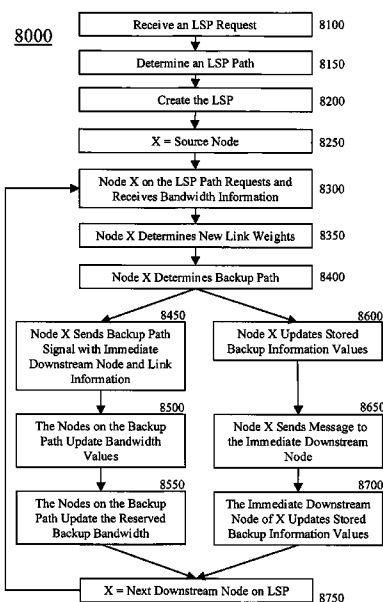 8000
Receive an LSP Request
8100
Determine an LSP Path
8150
Create the LSP
8200
X = Source Node
8250
Node X on the LSP Path Requests and
Receives Bandwidth Information
8300
Node X Determines New Link Weights
8350
Node X Determines Backup Path
8400
8450
Node X Sends Backup Path
Signal with Immediate
Downstream Node and Link
Information
8500
The Nodes on the Backup
Path Update Bandwidth
Values
8550
The Nodes on the Backup
Path Update the Reserved
Backup Bandwidth
8600
Node X Updates Stored
Backup Information Values
8650
Node X Sends Message to
the Immediate Downstream
Node
8700
The Immediate Downstream
Node of X Updates Stored
Backup Information Values
X = Next Downstream Node on LSP
8750